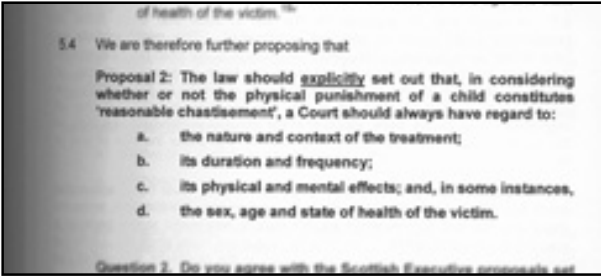 of health of the victim."
5.4 We are therefore further proposing that
Proposal 2: The law should explicitly set out that, in considering
whether or not the physical punishment of a child constitutes
'reasonable chastisement', a Court should always have regard to:
a. the nature and context of the treatment;
b. its duration and frequency;
c. its physical and mental effects; and, in some instances,
d. the sex, age and state of health of the victim.
Question 2. Do you agree with the Scottish Executive proposals set